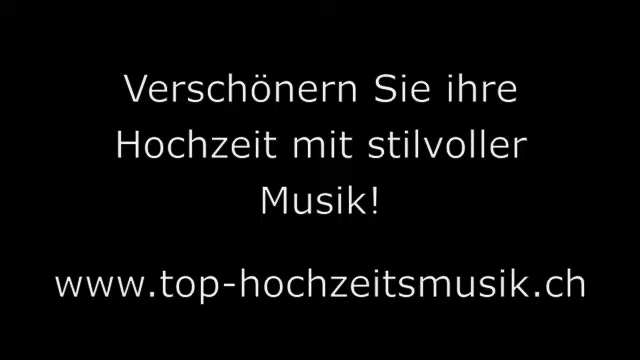 Verschönern Sie ihre
Hochzeit mit stilvoller
Musik!
www.top-hochzeitsmusik.ch